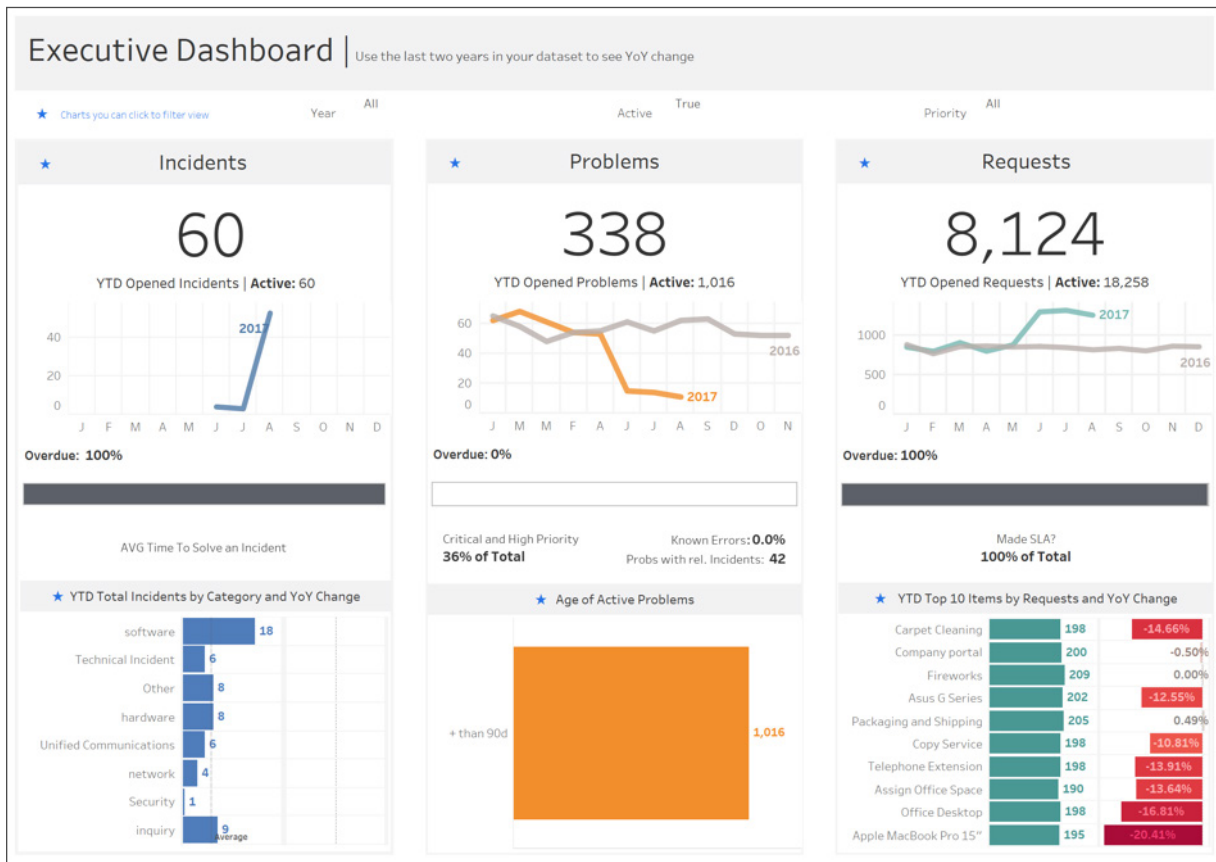 Executive Dashboard | Use the last two years in your dataset to see YoY change
★ Charts you can click to filter view
Year All
Active True
Priority All
★ Incidents
60
YTD Opened Incidents | Active: 60
40
20
0
2017
J F M A M J J A S O N D
Overdue: 100%
AVG Time To Solve an Incident
★ YTD Total Incidents by Category and YoY Change
software 18
Technical Incident 6
Other 8
hardware 8
Unified Communications 6
network 4
Security 1
inquiry 9
Average
★ Problems
338
YTD Opened Problems | Active: 1,016
60
40
20
0
2016
2017
J M M F A J J A S D O N
Overdue: 0%
Critical and High Priority
36% of Total
Known Errors: 0.0%
Probs with rel. Incidents: 42
★ Age of Active Problems
+ than 90d 1,016
★ Requests
8,124
YTD Opened Requests | Active: 18,258
1000
500
0
2017
2016
J F M A M J J A S O N D
Overdue: 100%
Made SLA?
100% of Total
★ YTD Top 10 Items by Requests and YoY Change
Carpet Cleaning 198 -14.66%
Company portal 200 -0.50%
Fireworks 209 0.00%
Asus G Series 202 -12.55%
Packaging and Shipping 205 0.49%
Copy Service 198 -10.81%
Telephone Extension 198 -13.91%
Assign Office Space 190 -13.64%
Office Desktop 198 -16.81%
Apple MacBook Pro 15" 195 -20.41%